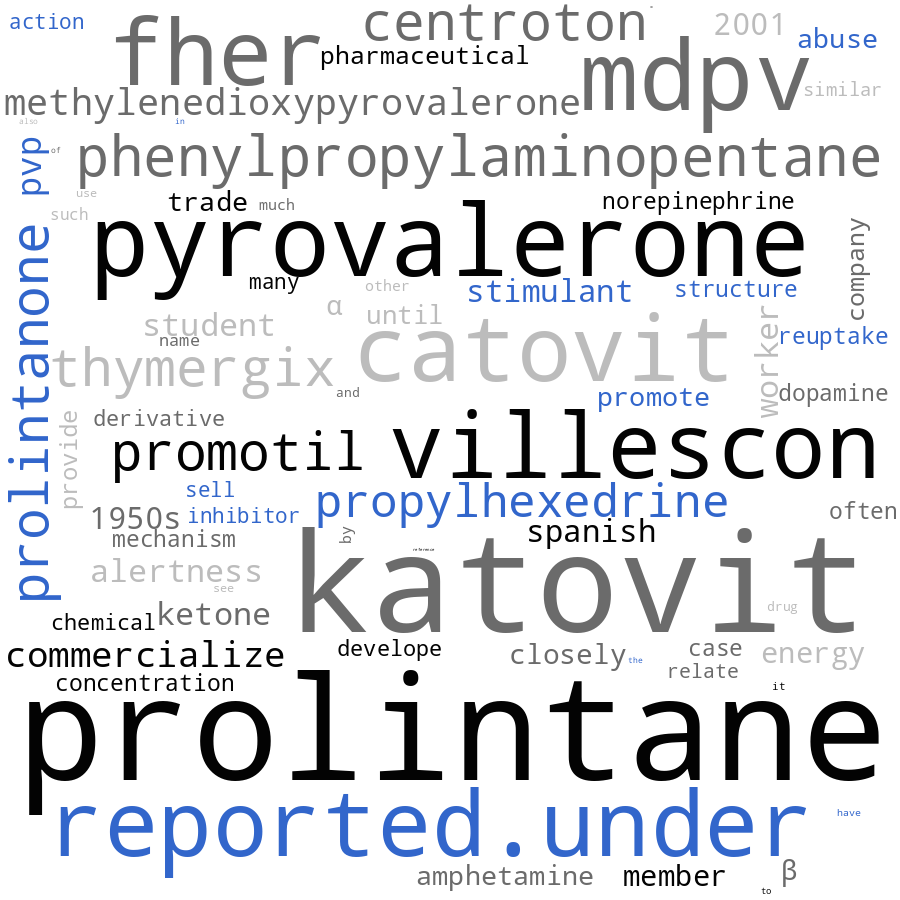 action
centroton
2001
abuse
fher
pharmaceutical
mdpv
similar
methylenedioxypyrovalerone
also
in
pvp
of
phenylpropylaminopentane
use
such
trade
much
norepinephrine
pyrovalerone
company
many
other
stimulant
structure
prolintanone
α
until
student
name
reuptake
thymergix
catovit
worker
and
promote
dopamine
provide
derivative
promotil
villescon
sell
propylhexedrine
1950s
inhibitor
spanish
often
mechanism
by
reference
katovit
alertness
see
drug
chemical
ketone
commercialize
develope
closely
the
case
energy
relate
concentration
it
prolintane
reported.under
have
amphetamine
member
β
to